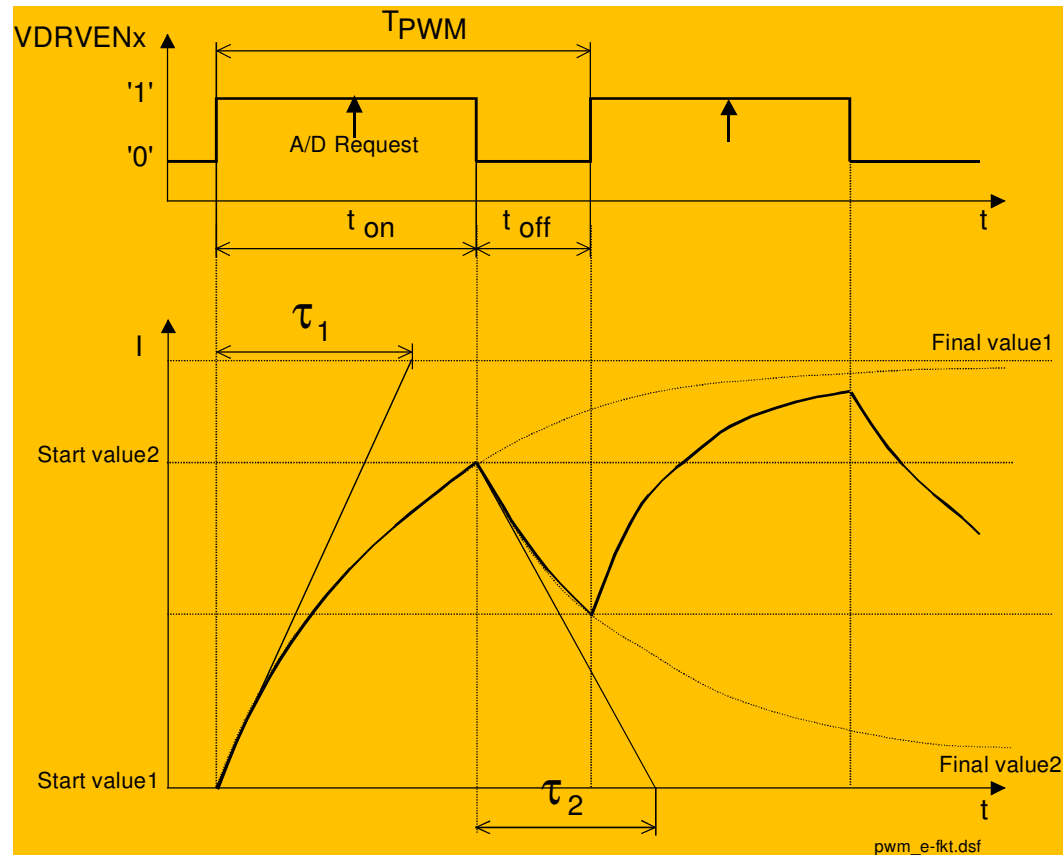 VDRVENx
TPWM
'1'
A/D Request
'0'
t
t on
t off
τ1
I
Final value1
Start value2
Start value1
Final value2
τ2
t
pwm_e-fkt.dsf